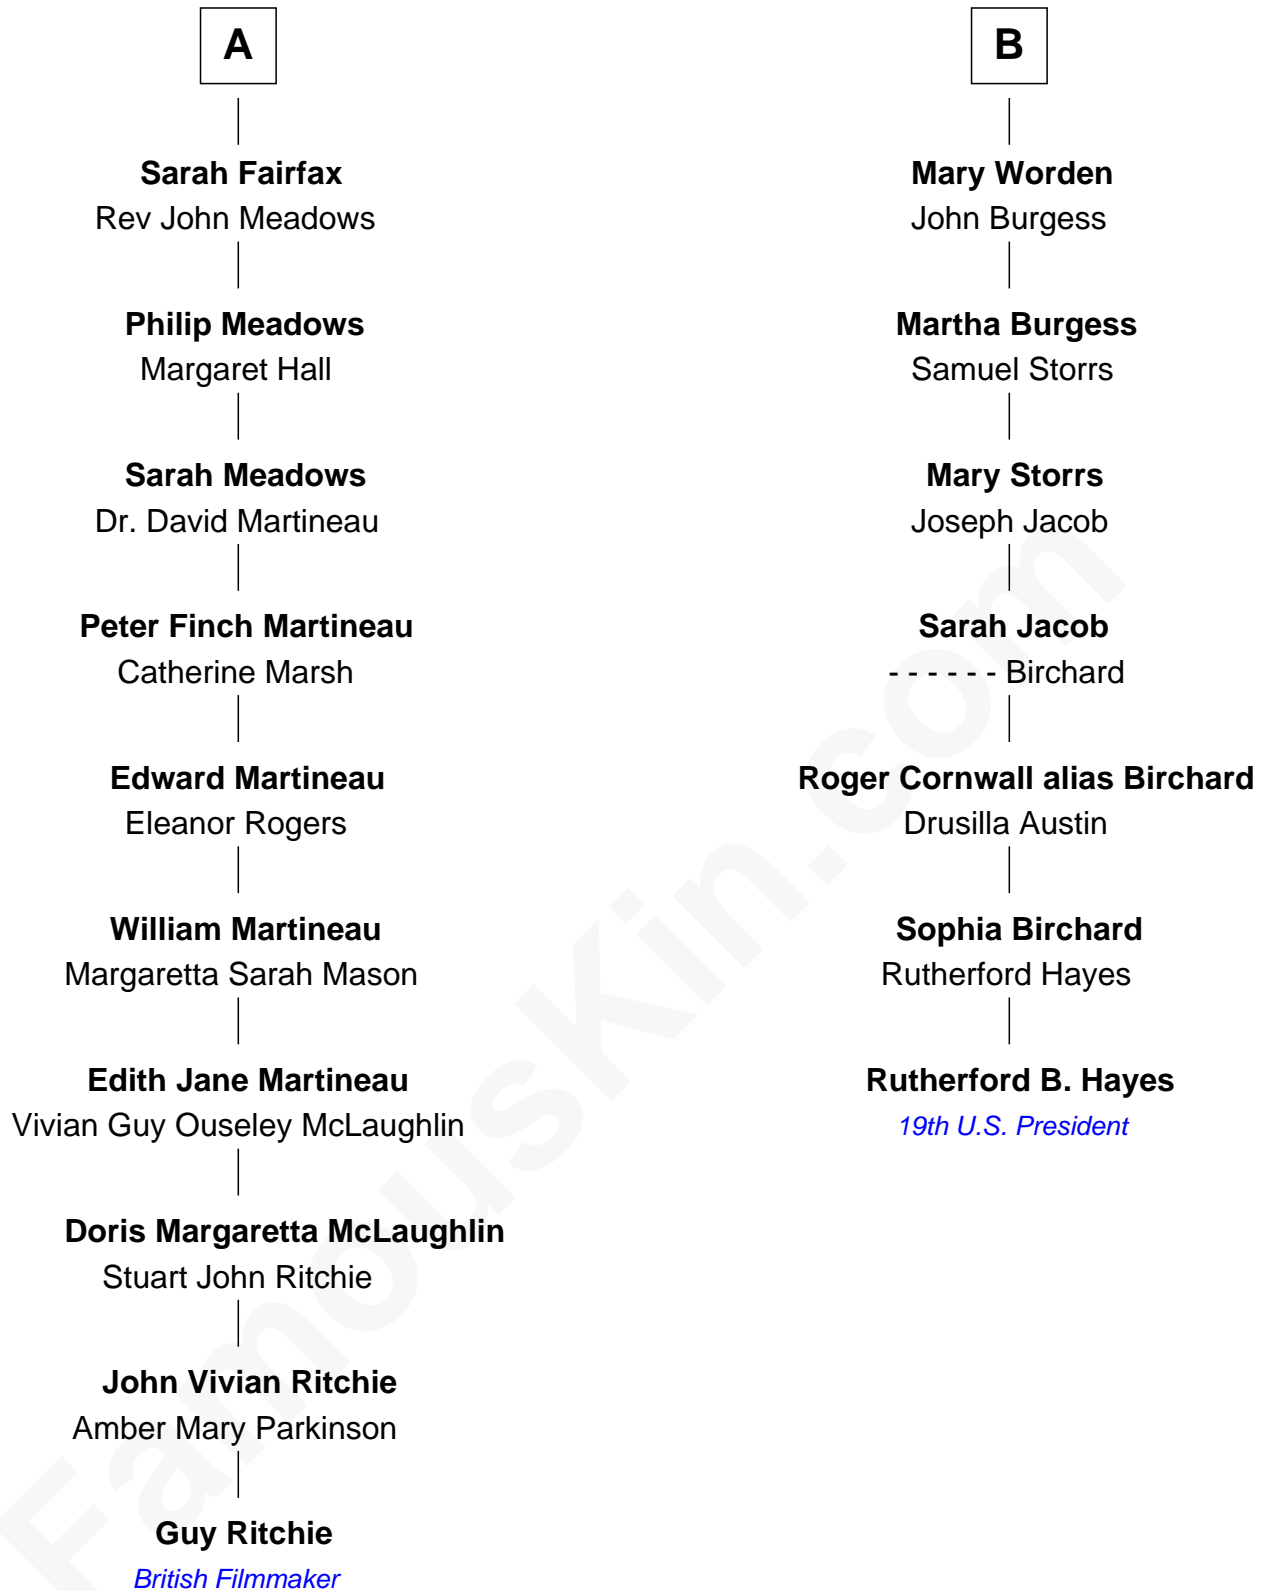 A
Sarah Fairfax
Rev John Meadows
Philip Meadows
Margaret Hall
Sarah Meadows
Dr. David Martineau
Peter Finch Martineau
Catherine Marsh
Edward Martineau
Eleanor Rogers
William Martineau
Margaretta Sarah Mason
Edith Jane Martineau
Vivian Guy Ouseley McLaughlin
Doris Margaretta McLaughlin
Stuart John Ritchie
John Vivian Ritchie
Amber Mary Parkinson
Guy Ritchie
British Filmmaker
B
Mary Worden
John Burgess
Martha Burgess
Samuel Storrs
Mary Storrs
Joseph Jacob
Sarah Jacob
- - - - - - Birchard
Roger Cornwall alias Birchard
Drusilla Austin
Sophia Birchard
Rutherford Hayes
Rutherford B. Hayes
19th U.S. President
FamousKin.com